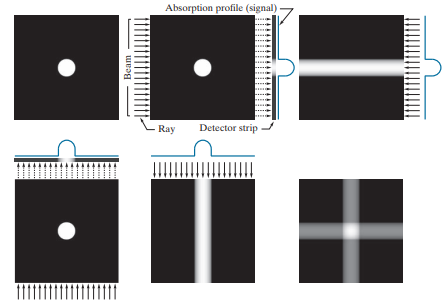 Absorption profile (signal)
Beam
Ray
Detector strip